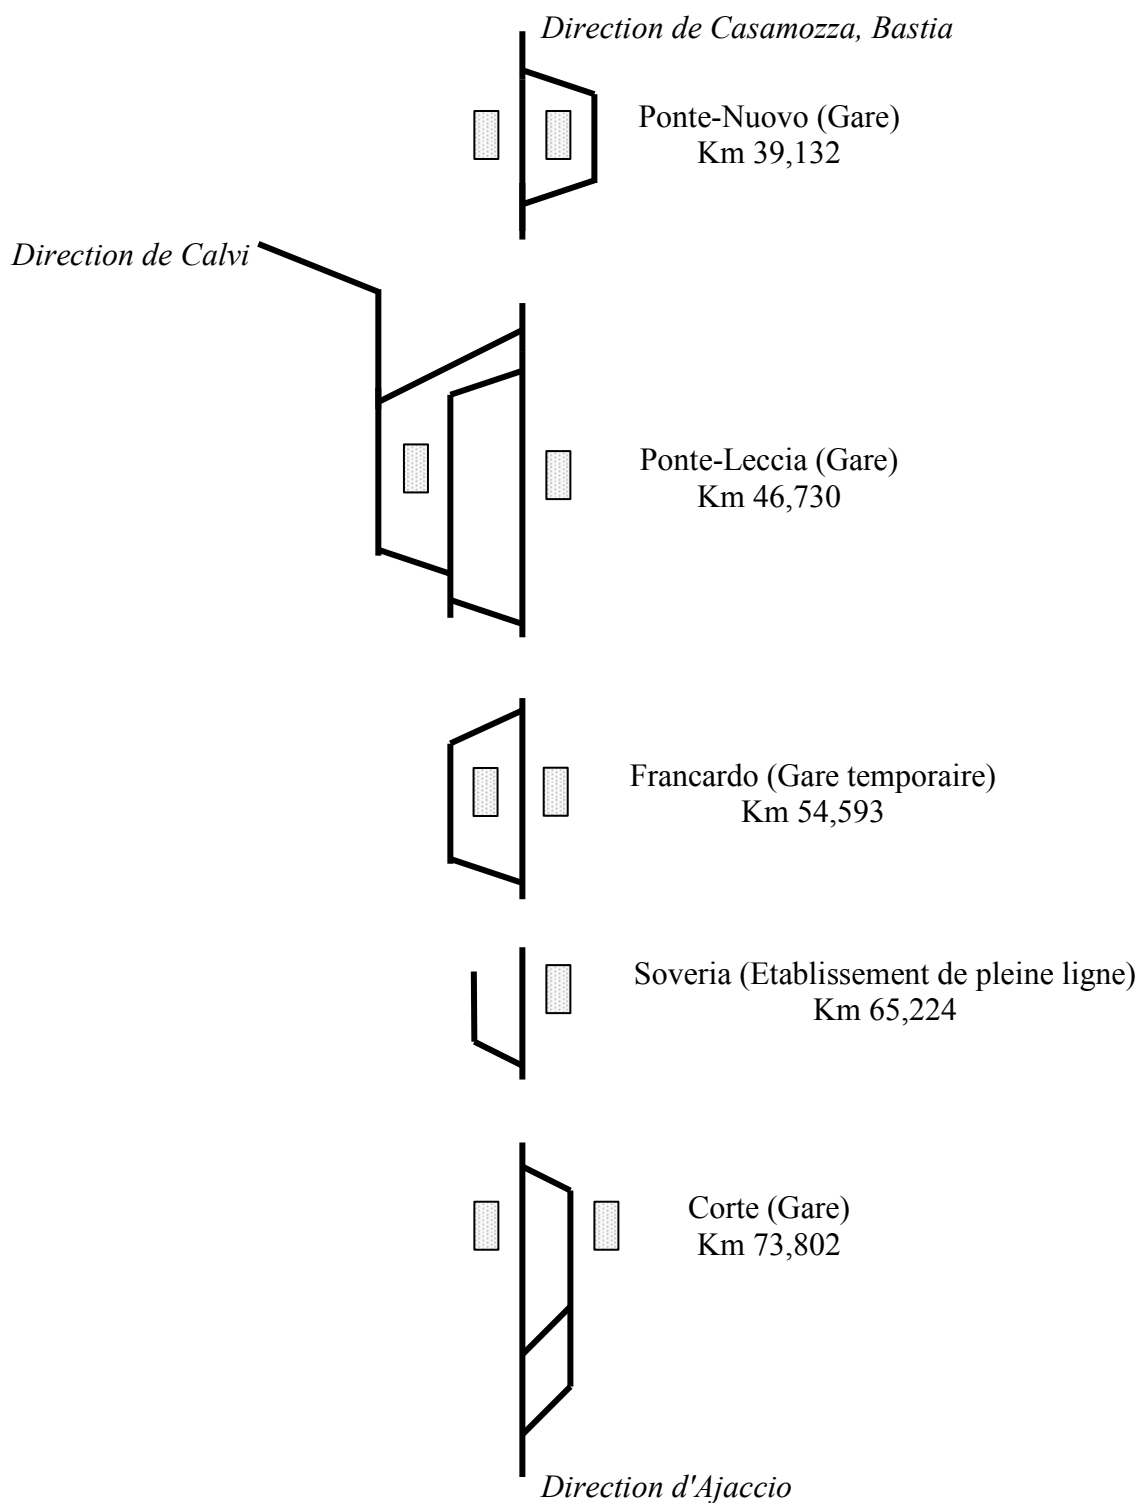 Direction de Casamozza, Bastia
Ponte-Nuovo (Gare)
Km 39,132
Direction de Calvi
Ponte-Leccia (Gare)
Km 46,730
Francardo (Gare temporaire)
Km 54,593
Soveria (Etablissement de pleine ligne)
Km 65,224
Corte (Gare)
Km 73,802
Direction d'Ajaccio